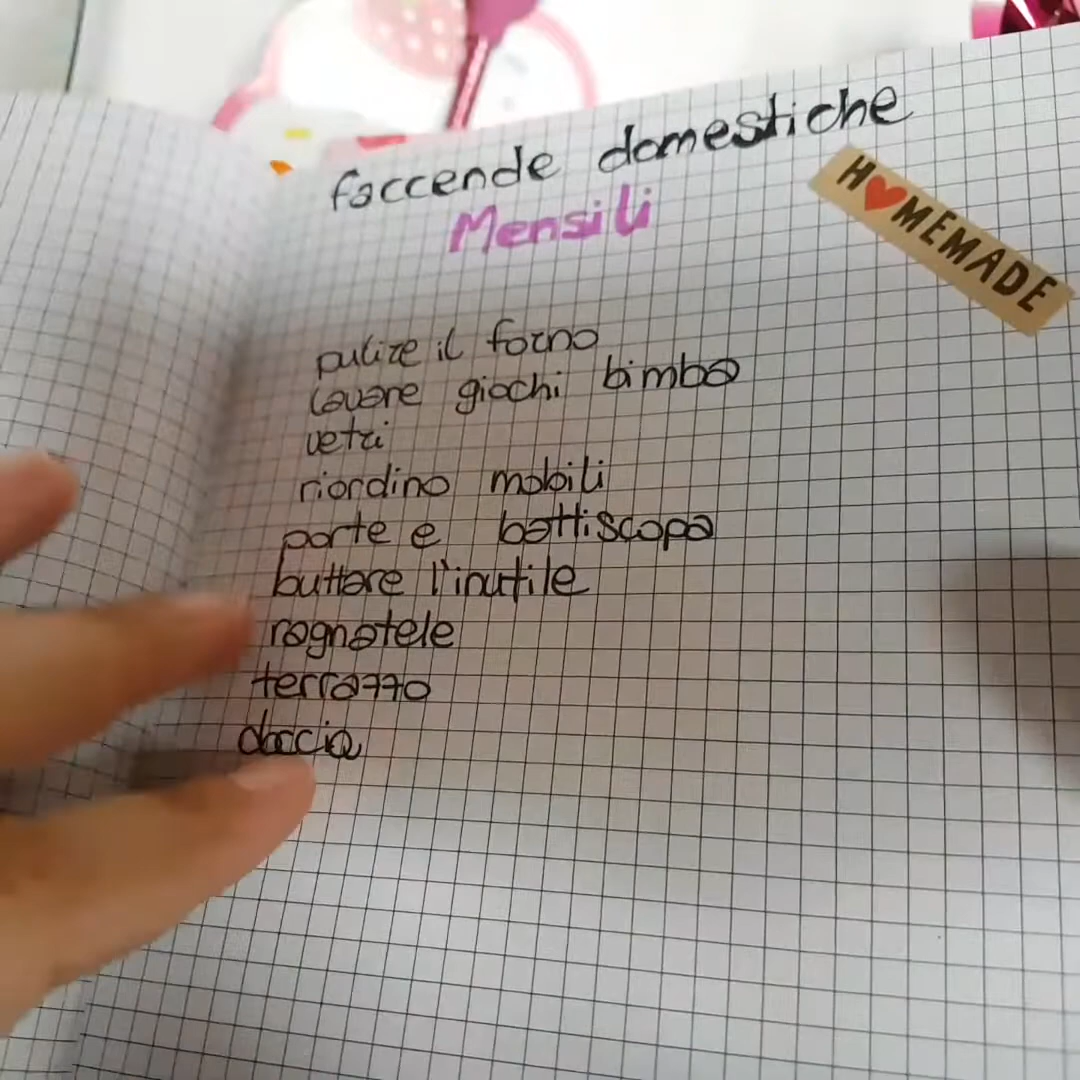 faccende domestiche
Mensili
HOMEMADE
pulire il forno
lavare giochi bimba
vetri
riordino mobili
porte e battiscopa
buttare l'inutile
ragnatele
terrazzo
doccia